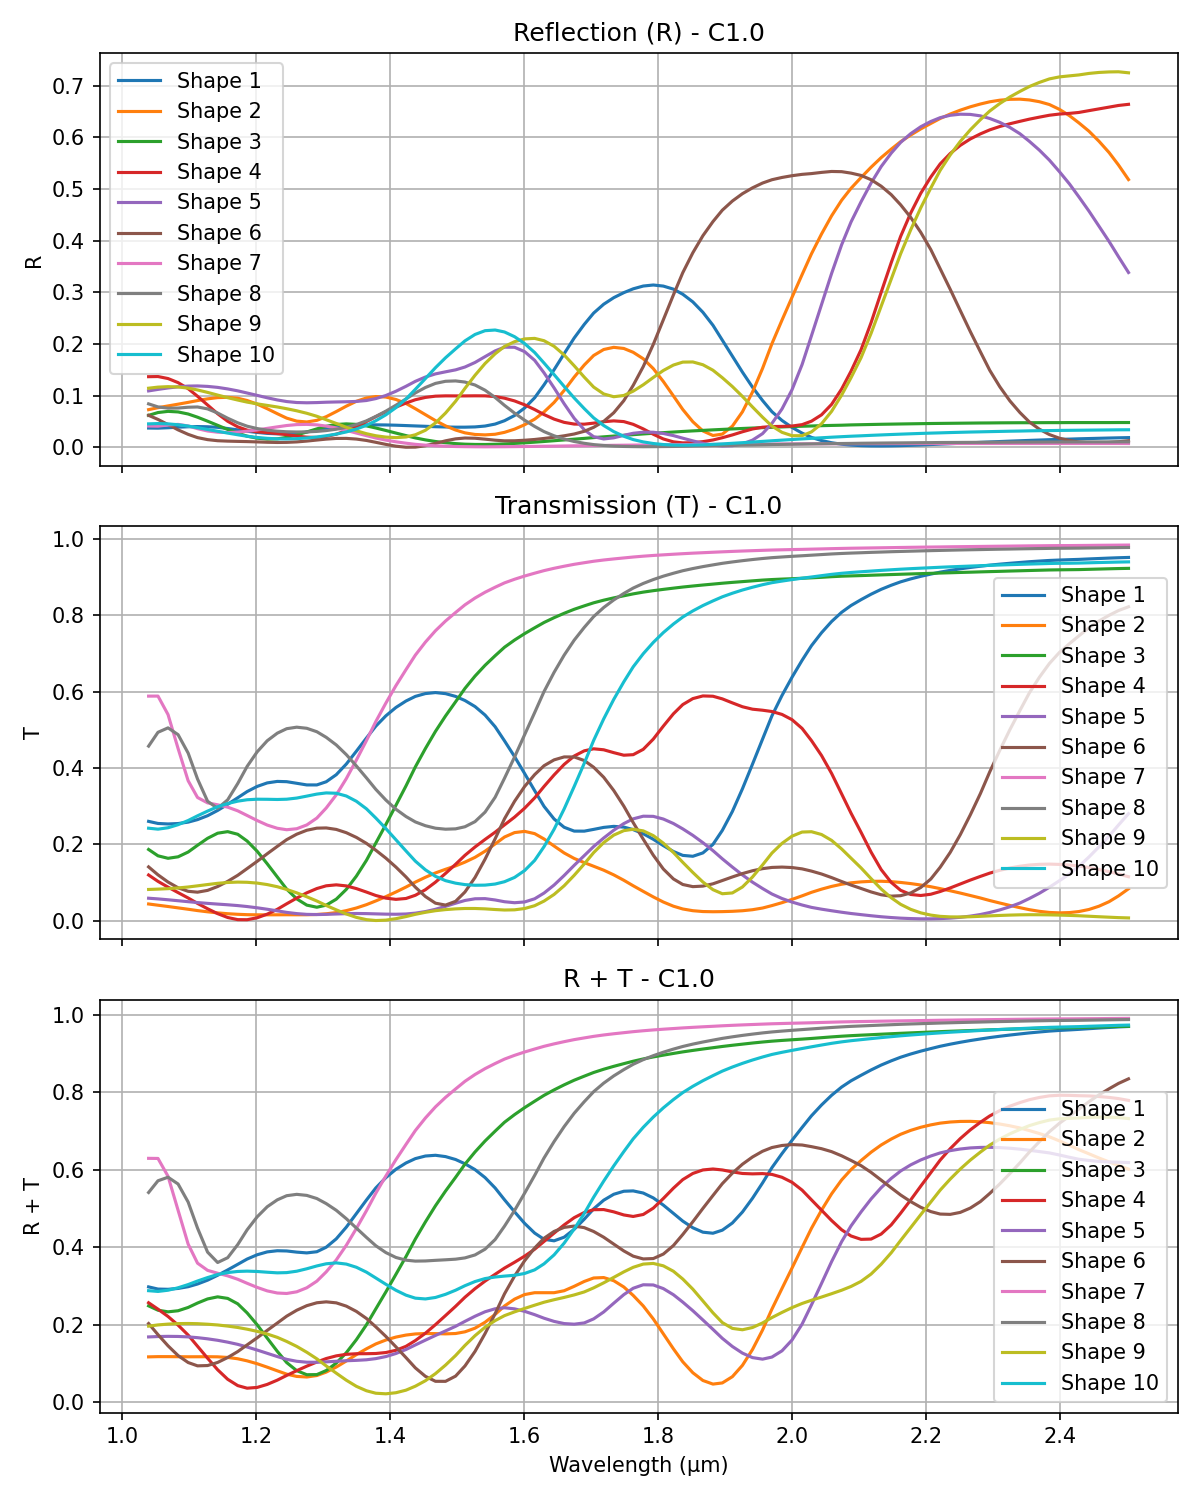 Reflection (R) - C1.0
0.7
0.6
0.5
0.4
0.3
0.2
0.1
0.0
R
Shape 1
Shape 2
Shape 3
Shape 4
Shape 5
Shape 6
Shape 7
Shape 8
Shape 9
Shape 10
Transmission (T) - C1.0
1.0
0.8
0.6
0.4
0.2
0.0
T
Shape 1
Shape 2
Shape 3
Shape 4
Shape 5
Shape 6
Shape 7
Shape 8
Shape 9
Shape 10
R + T - C1.0
1.0
0.8
0.6
0.4
0.2
0.0
R + T
Shape 1
Shape 2
Shape 3
Shape 4
Shape 5
Shape 6
Shape 7
Shape 8
Shape 9
Shape 10
1.0 1.2 1.4 1.6 1.8 2.0 2.2 2.4
Wavelength (μm)